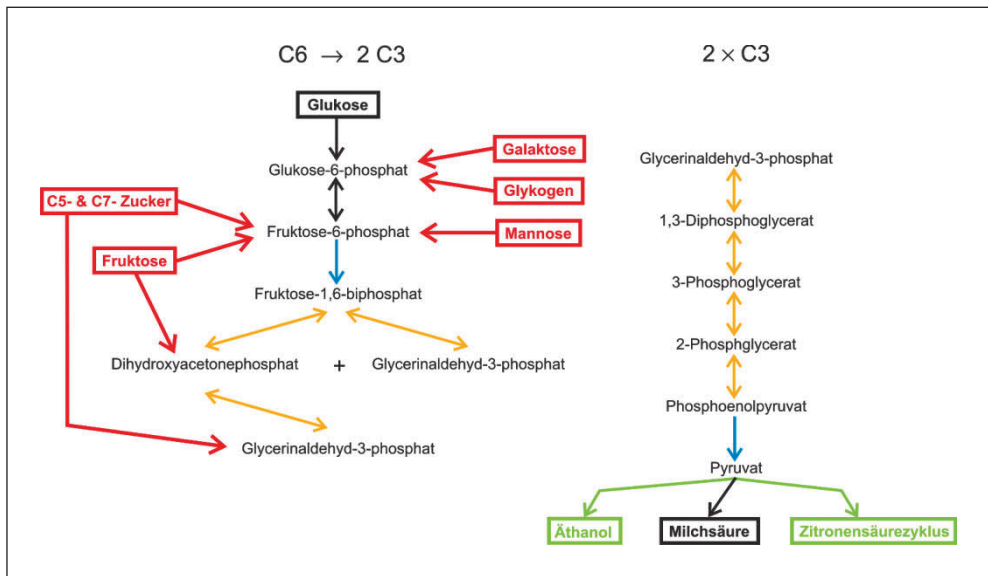 C6 → 2 C3
Glukose
Glukose-6-phosphat
Galaktose
Glykogen
C5- & C7- Zucker
Fruktose-6-phosphat
Mannose
Fruktose
Fruktose-1,6-biphosphat
Dihydroxyacetonephosphat + Glycerinaldehyd-3-phosphat
Glycerinaldehyd-3-phosphat
2 × C3
Glycerinaldehyd-3-phosphat
1,3-Diphosphoglycerat
3-Phosphoglycerat
2-Phosphglycerat
Phosphoenolpyruvat
Pyruvat
Äthanol
Milchsäure
Zitronensäurezyklus